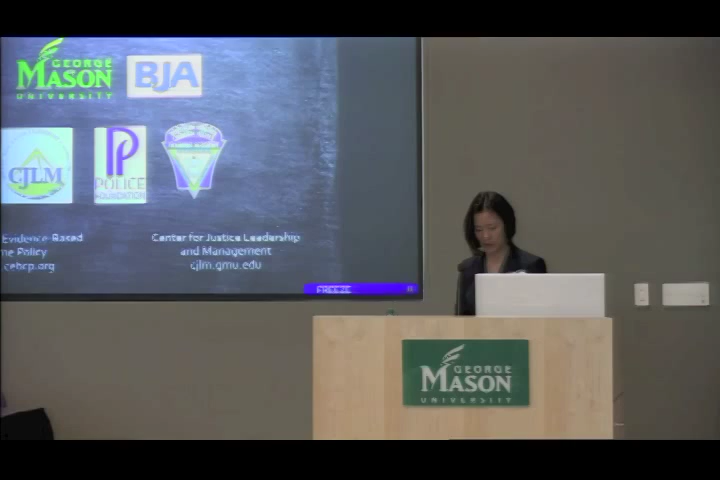 GEORGE
MASON
UNIVERSITY
BJA
CJLM
P
POLICE
FOUNDATION
Evidence-Based
me Policy
cebcp.org
Center for Justice Leadership
and Management
cjlm.gmu.edu
FREEZE
GEORGE
MASON
UNIVERSITY